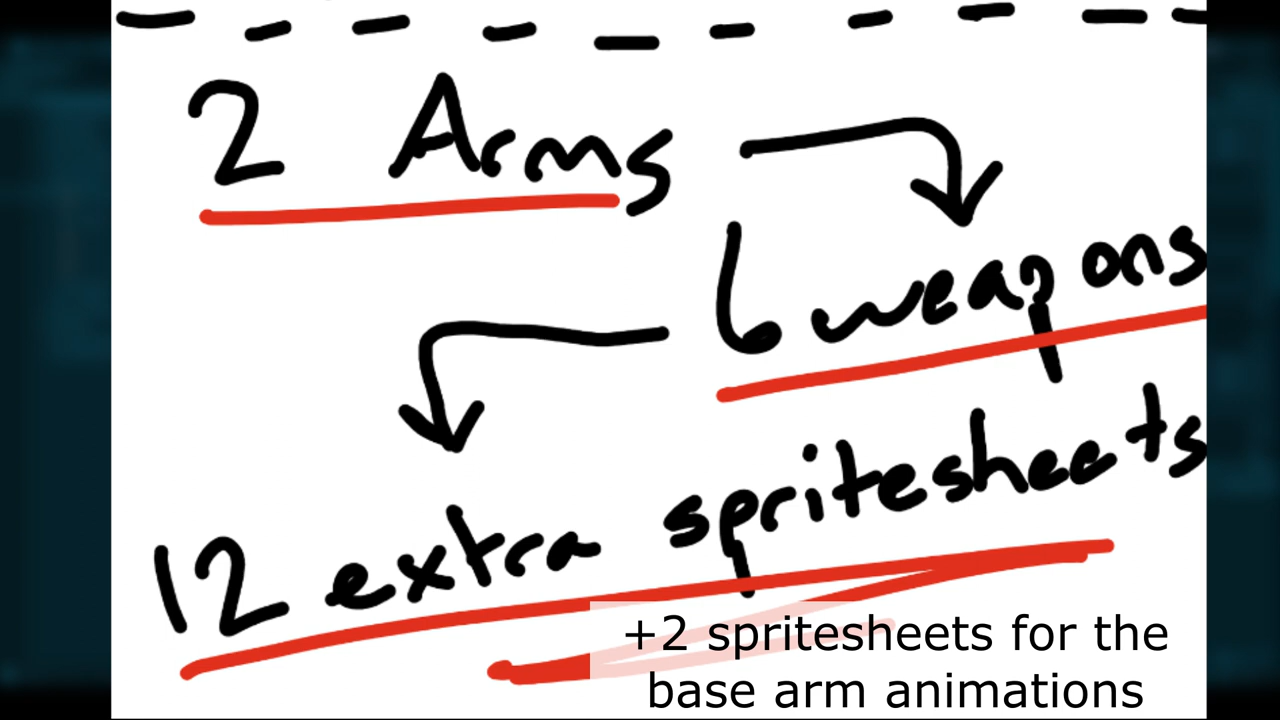 2 Arms
6 weapons
12 extra spritesheets
+2 spritesheets for the
base arm animations